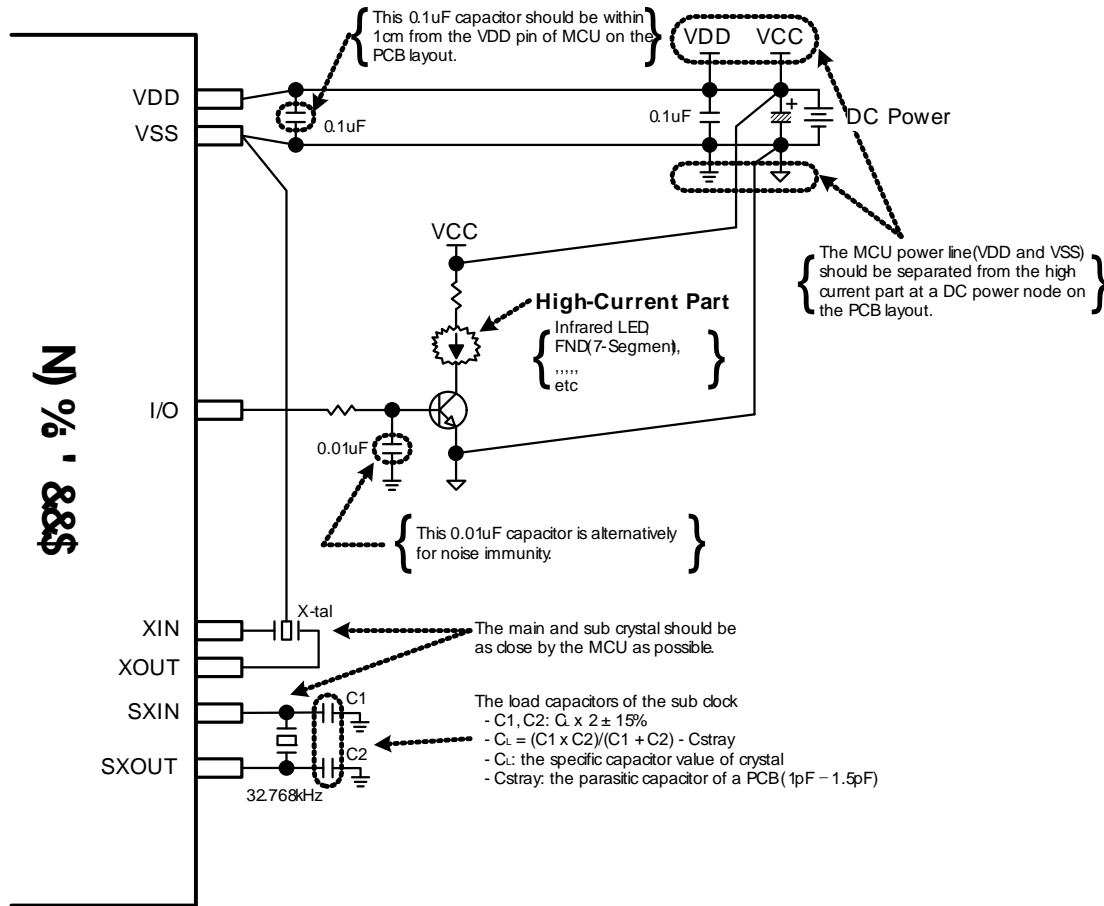 This 0.1uF capacitor should be within
1cm from the VDD pin of MCU on the
PCB layout.
VDD VCC
VDD
VSS
0.1uF
0.1uF
+
DC Power
VCC
The MCU power line(VDD and VSS)
should be separated from the high
current part at a DC power node on
the PCB layout.
High-Current Part
Infrared LED,
FND(7-Segment),
,,,,,
etc
N) % ' &&$
I/O
0.01uF
This 0.01uF capacitor is alternatively
for noise immunity.
X-tal
XIN
XOUT
The main and sub crystal should be
as close by the MCU as possible.
SXIN
C1
SXOUT
C2
32.768kHz
The load capacitors of the sub clock
- C1, C2: CL x 2 ± 15%
- CL = (C1 x C2)/(C1 + C2) - Cstray
- CL: the specific capacitor value of crystal
- Cstray: the parasitic capacitor of a PCB(1pF – 1.5pF)